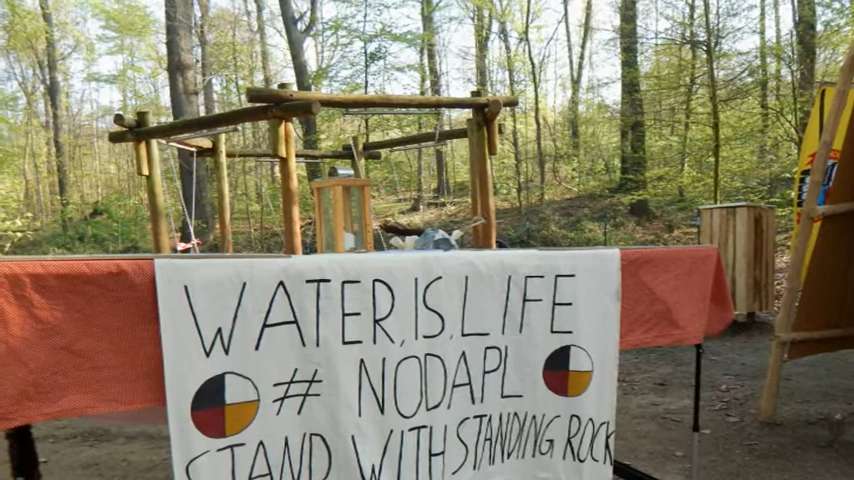 WATER IS LIFE
# NODAPL
STAND WITH STANDING ROCK